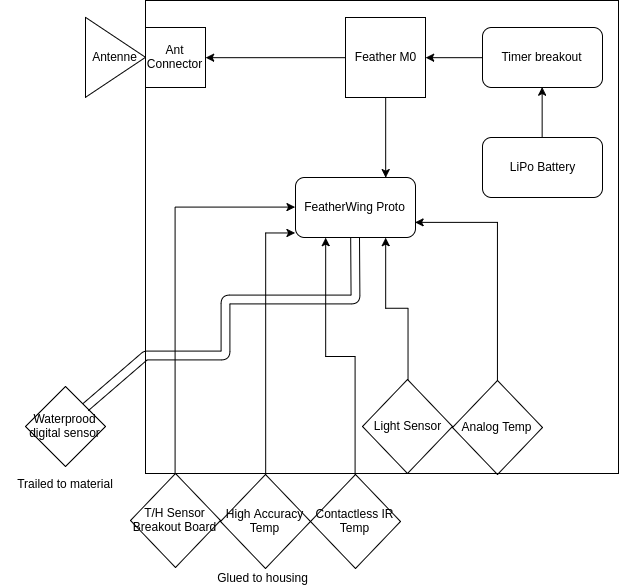 Antenne
Ant
Connector
Feather M0
Timer breakout
LiPo Battery
FeatherWing Proto
Waterprood
digital sensor
Light Sensor
Analog Temp
Trailed to material
T/H Sensor
Breakout Board
High Accuracy
Temp
Contactless IR
Temp
Glued to housing